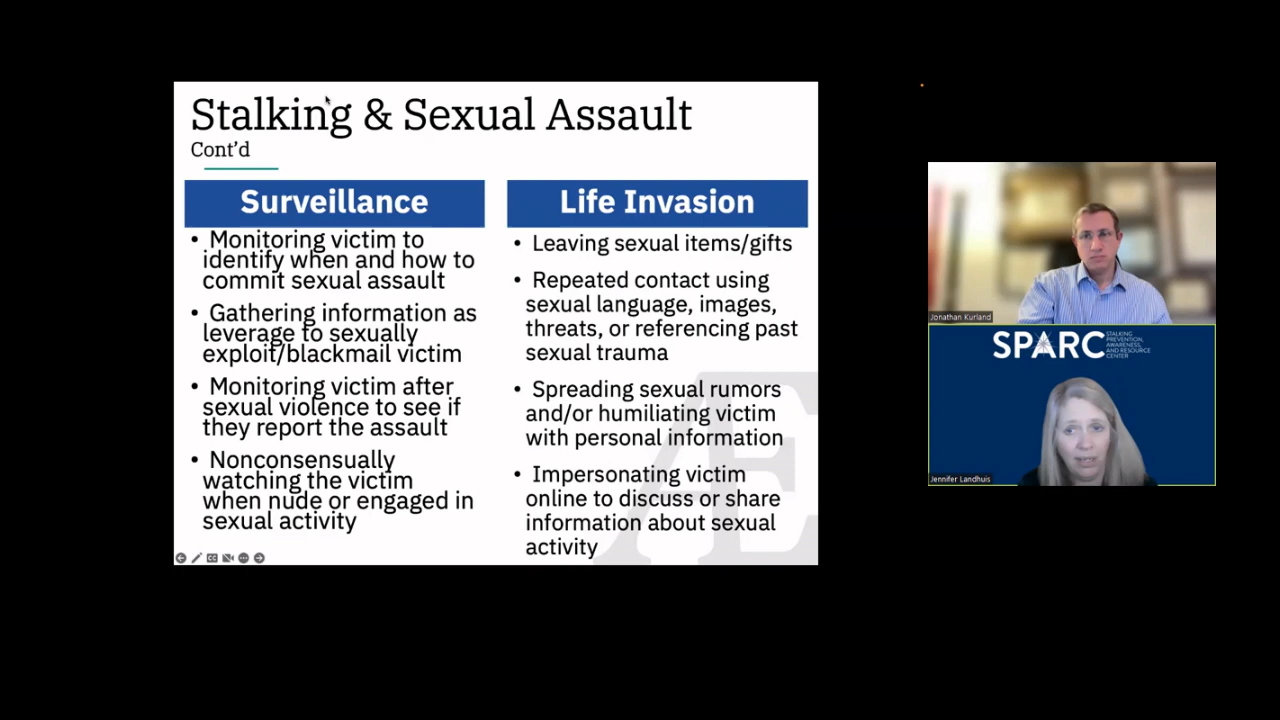 Stalking & Sexual Assault
Cont'd
Surveillance
• Monitoring victim to
identify when and how to
commit sexual assault
• Gathering information as
leverage to sexually
exploit/blackmail victim
• Monitoring victim after
sexual violence to see if
they report the assault
• Nonconsensually
watching the victim
when nude or engaged in
sexual activity
Life Invasion
• Leaving sexual items/gifts
• Repeated contact using
sexual language, images,
threats, or referencing past
sexual trauma
• Spreading sexual rumors
and/or humiliating victim
with personal information
• Impersonating victim
online to discuss or share
information about sexual
activity
Æ
Jonathan Kurland
SPARC
STALKING
PREVENTION,
AWARENESS,
AND RESOURCE
CENTER
Jennifer Landhuis